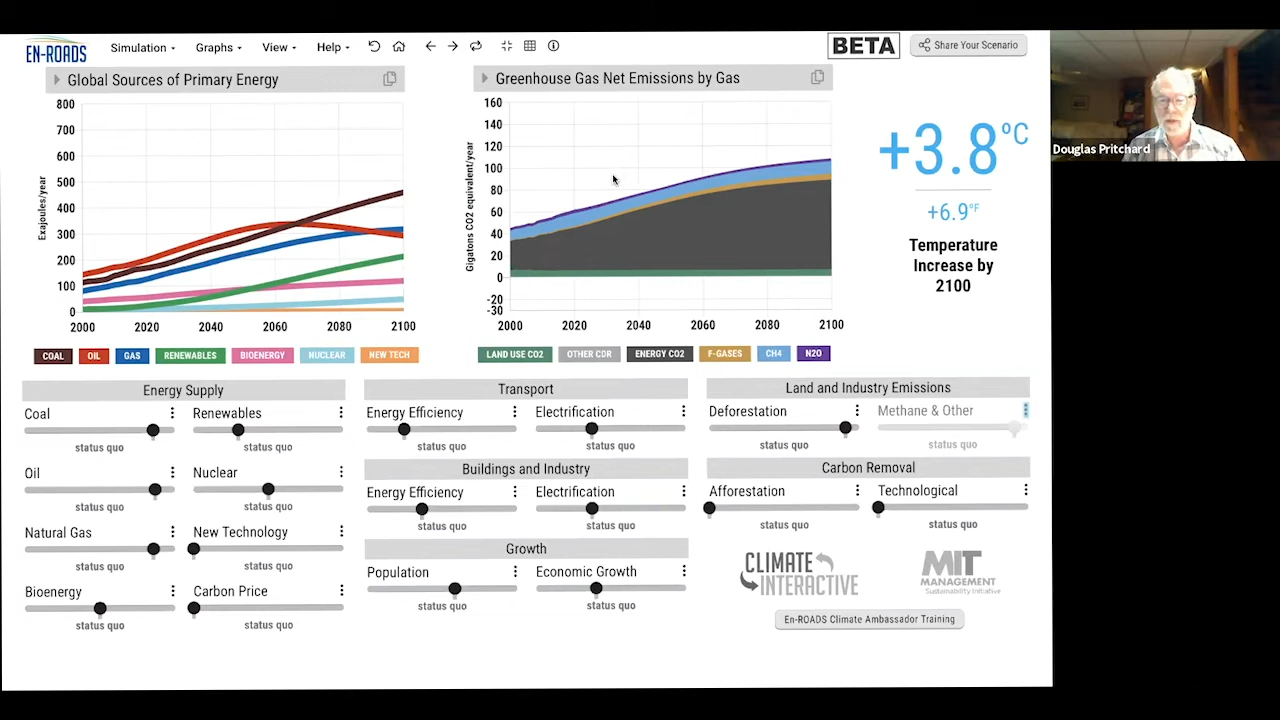 EN-ROADS
Simulation Graphs View Help
BETA
Share Your Scenario
Global Sources of Primary Energy
800
700
600
500
400
300
200
100
0
Exajoules/year
2000 2020 2040 2060 2080 2100
COAL OIL GAS RENEWABLES BIOENERGY NUCLEAR NEW TECH
Greenhouse Gas Net Emissions by Gas
160
140
120
100
80
60
40
20
0
-20
-30
Gigatons CO2 equivalent/year
2000 2020 2040 2060 2080 2100
LAND USE CO2 OTHER CDR ENERGY CO2 F-GASES CH4 N2O
+3.8°C
+6.9°F
Temperature
Increase by
2100
Douglas Pritchard
Energy Supply
Coal Renewables
status quo status quo
Oil Nuclear
status quo status quo
Natural Gas New Technology
status quo status quo
Bioenergy Carbon Price
status quo status quo
Transport
Energy Efficiency Electrification
status quo status quo
Buildings and Industry
Energy Efficiency Electrification
status quo status quo
Growth
Population Economic Growth
status quo status quo
Land and Industry Emissions
Deforestation Methane & Other
status quo status quo
Carbon Removal
Afforestation Technological
status quo status quo
CLIMATE
INTERACTIVE
MIT
MANAGEMENT
Sustainability Initiative
En-ROADS Climate Ambassador Training